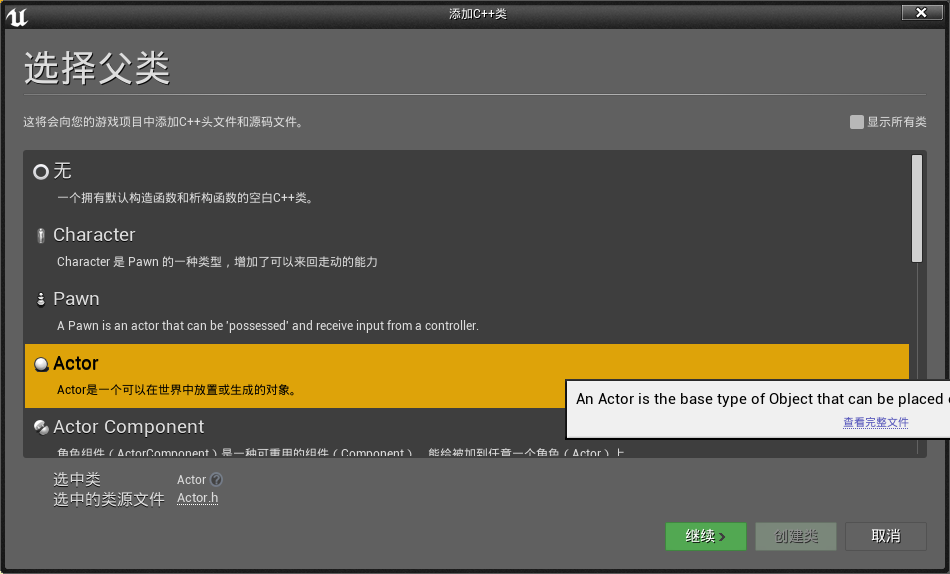 添加C++类
选择父类
这将会向您的游戏项目中添加C++头文件和源码文件。
显示所有类
无
一个拥有默认构造函数和析构函数的空白C++类。
Character
Character 是 Pawn 的一种类型，增加了可以来回走动的能力
Pawn
A Pawn is an actor that can be 'possessed' and receive input from a controller.
Actor
Actor是一个可以在世界中放置或生成的对象。
An Actor is the base type of Object that can be placed
查看完整文件
Actor Component
角色组件（ActorComponent）是一种可重用的组件（Component），能给被加到任意一个角色（Actor）上
选中类 Actor ?
选中的类源文件 Actor.h
继续 >
创建类
取消